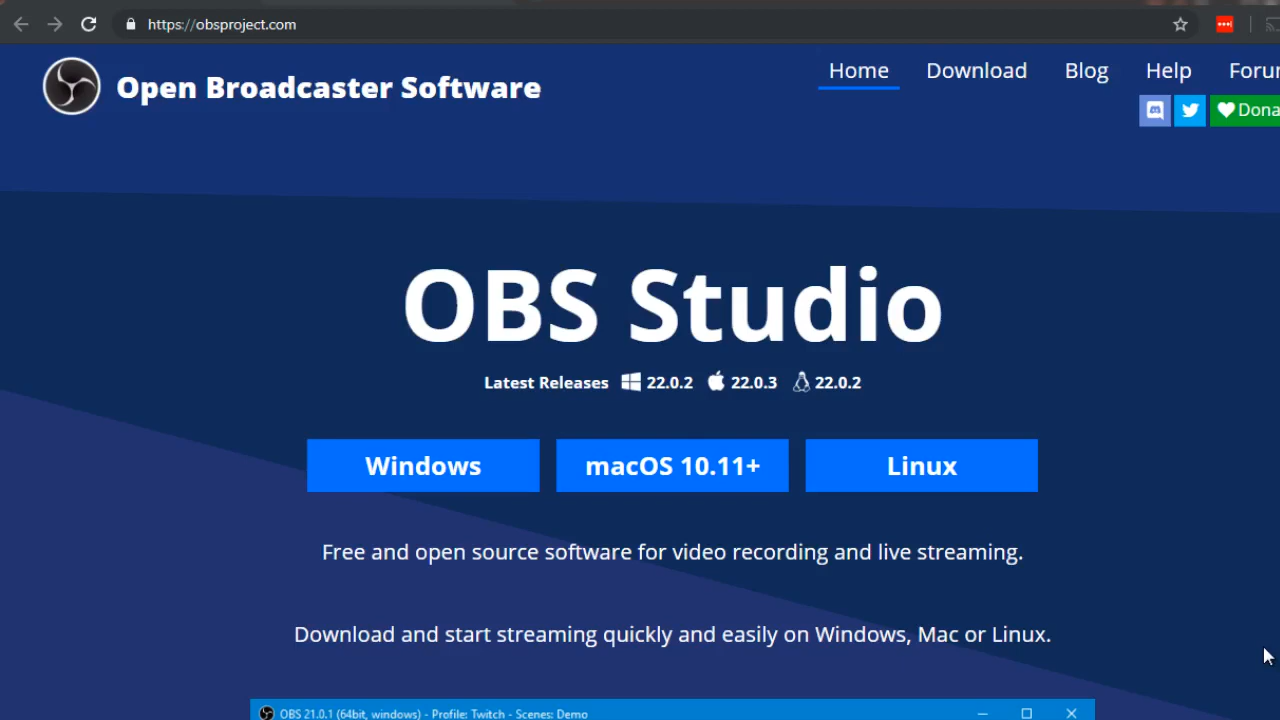 https://obsproject.com
Open Broadcaster Software
Home Download Blog Help Forum
Dona
OBS Studio
Latest Releases 22.0.2 22.0.3 22.0.2
Windows macOS 10.11+ Linux
Free and open source software for video recording and live streaming.
Download and start streaming quickly and easily on Windows, Mac or Linux.
OBS 21.0.1 (64bit, windows) - Profile: Twitch - Scenes: Demo